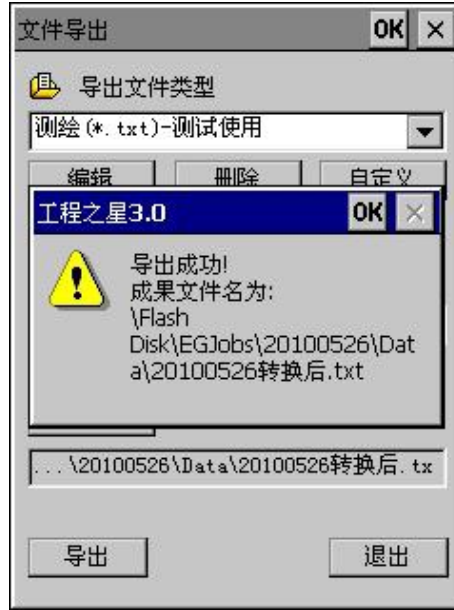 文件导出 OK ×
导出文件类型
测绘(*.txt)-测试使用
编辑 删除 自定义
工程之星3.0 OK ×
导出成功!
成果文件名为:
\Flash
Disk\EGJobs\20100526\Dat
a\20100526转换后.txt
...\20100526\Data\20100526转换后.tx
导出 退出